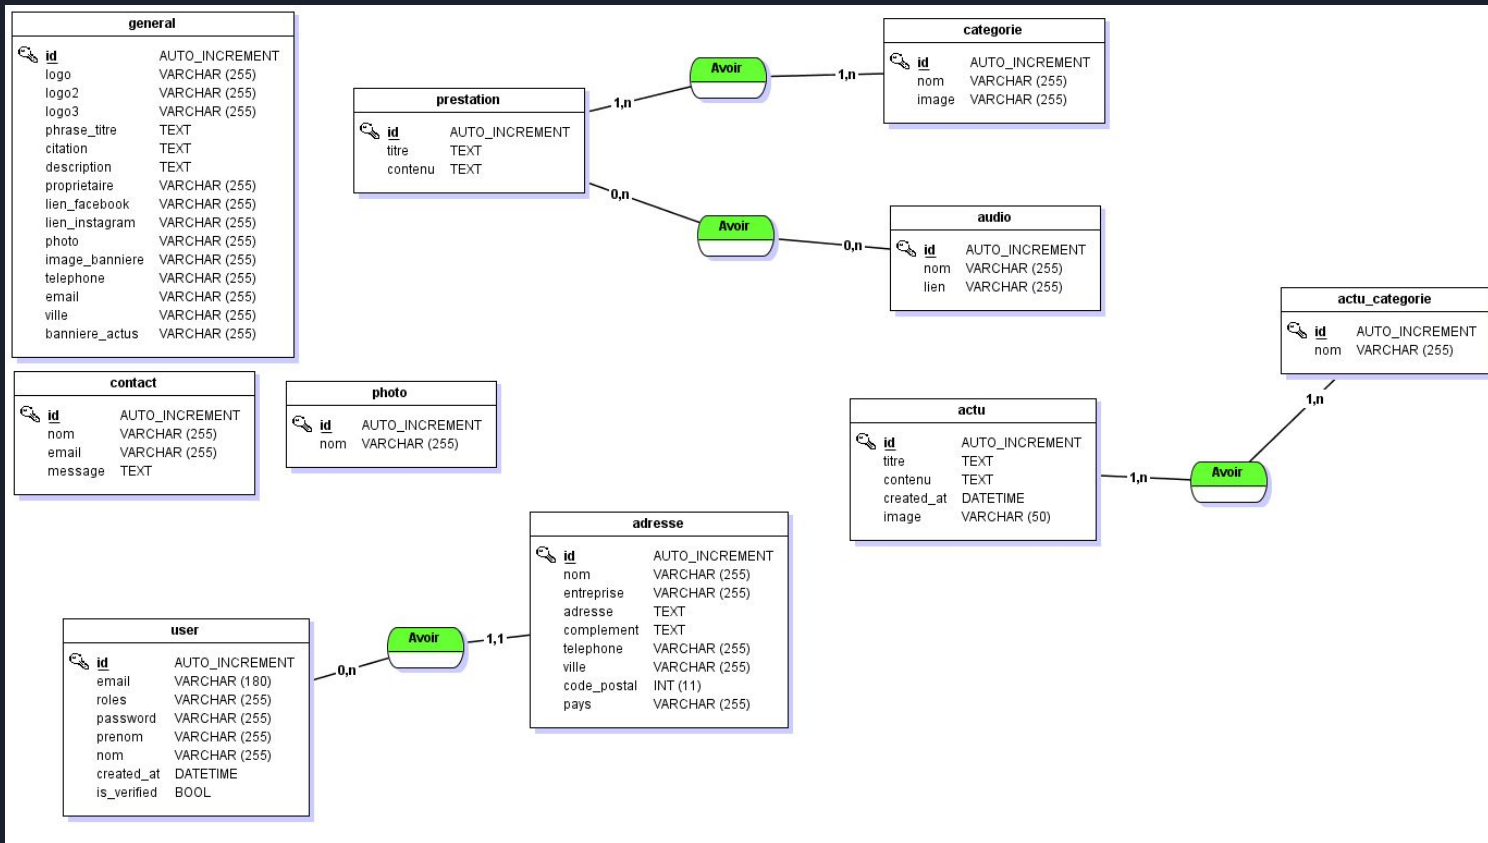 general
id AUTO_INCREMENT
logo VARCHAR (255)
logo2 VARCHAR (255)
logo3 VARCHAR (255)
phrase_titre TEXT
citation TEXT
description TEXT
proprietaire VARCHAR (255)
lien_facebook VARCHAR (255)
lien_instagram VARCHAR (255)
photo VARCHAR (255)
image_banniere VARCHAR (255)
telephone VARCHAR (255)
email VARCHAR (255)
ville VARCHAR (255)
banniere_actus VARCHAR (255)
prestation
id AUTO_INCREMENT
titre TEXT
contenu TEXT
1,n
Avoir
1,n
categorie
id AUTO_INCREMENT
nom VARCHAR (255)
image VARCHAR (255)
0,n
Avoir
0,n
audio
id AUTO_INCREMENT
nom VARCHAR (255)
lien VARCHAR (255)
actu_categorie
id AUTO_INCREMENT
nom VARCHAR (255)
1,n
Avoir
1,n
actu
id AUTO_INCREMENT
titre TEXT
contenu TEXT
created_at DATETIME
image VARCHAR (50)
contact
id AUTO_INCREMENT
nom VARCHAR (255)
email VARCHAR (255)
message TEXT
photo
id AUTO_INCREMENT
nom VARCHAR (255)
adresse
id AUTO_INCREMENT
nom VARCHAR (255)
entreprise VARCHAR (255)
adresse TEXT
complement TEXT
telephone VARCHAR (255)
ville VARCHAR (255)
code_postal INT (11)
pays VARCHAR (255)
1,1
Avoir
0,n
user
id AUTO_INCREMENT
email VARCHAR (180)
roles VARCHAR (255)
password VARCHAR (255)
prenom VARCHAR (255)
nom VARCHAR (255)
created_at DATETIME
is_verified BOOL